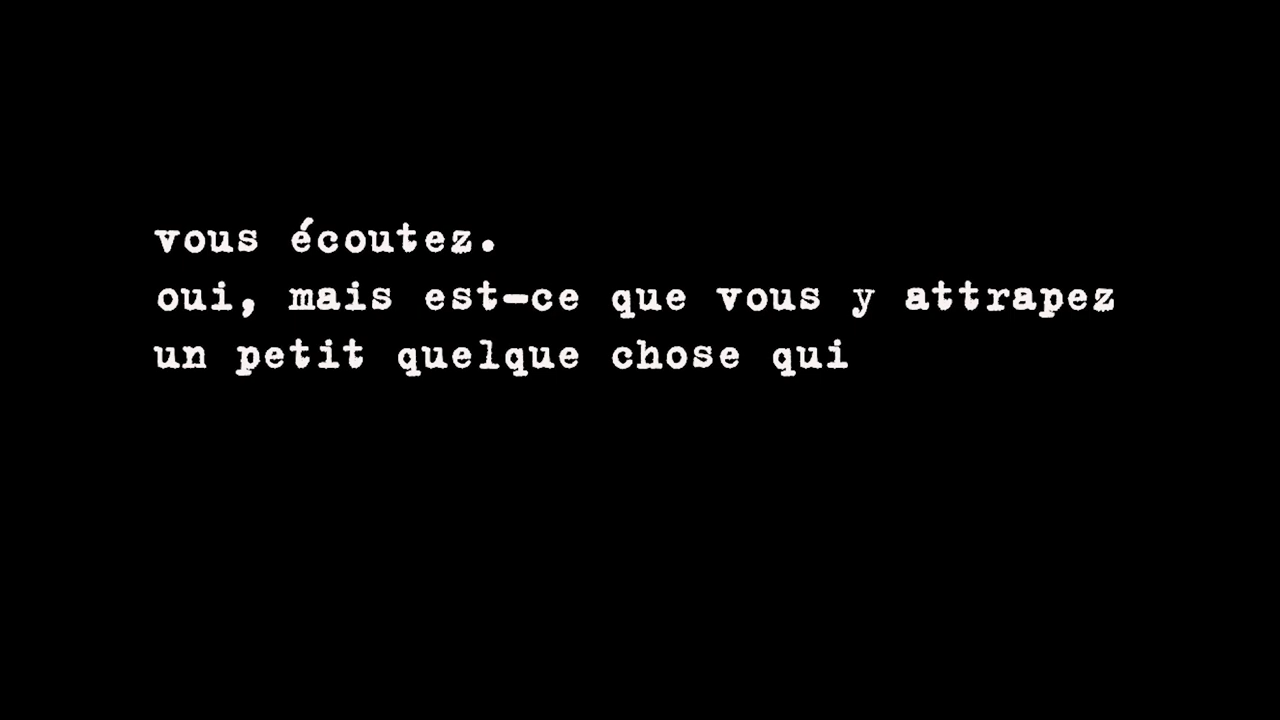 vous écoutez.
oui, mais est-ce que vous y attrapez
un petit quelque chose qui